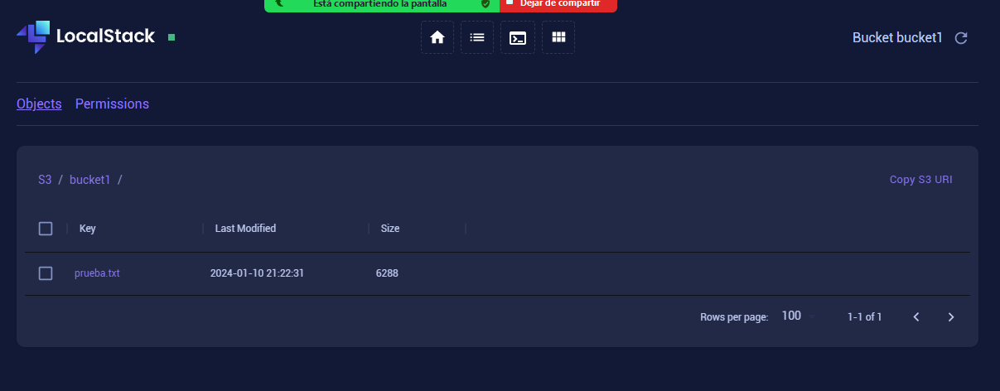 Está compartiendo la pantalla Dejar de compartir
LocalStack Bucket bucket1
Objects Permissions
S3 / bucket1 / Copy S3 URI
Key Last Modified Size
prueba.txt 2024-01-10 21:22:31 6288
Rows per page: 100 1-1 of 1